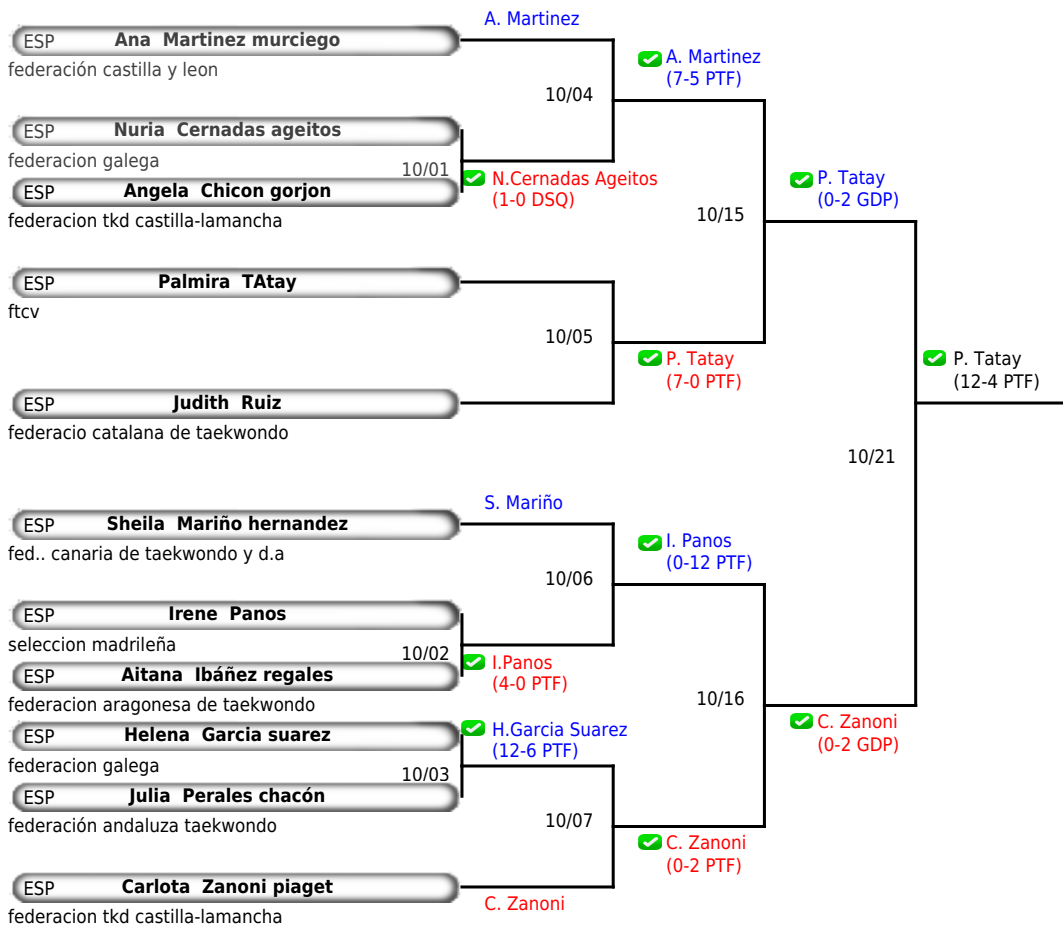 A. Martinez
ESP Ana Martinez murciego
federación castilla y leon
A. Martinez
(7-5 PTF)
10/04
ESP Nuria Cernadas ageitos
federacion galega
10/01
N.Cernadas Ageitos
(1-0 DSQ)
ESP Angela Chicon gorjon
federacion tkd castilla-lamancha
P. Tatay
(0-2 GDP)
10/15
ESP Palmira TAtay
ftcv
10/05
P. Tatay
(7-0 PTF)
P. Tatay
(12-4 PTF)
ESP Judith Ruiz
federacio catalana de taekwondo
10/21
S. Mariño
ESP Sheila Mariño hernandez
fed.. canaria de taekwondo y d.a
I. Panos
(0-12 PTF)
10/06
ESP Irene Panos
seleccion madrileña
10/02
I.Panos
(4-0 PTF)
ESP Aitana Ibáñez regales
federacion aragonesa de taekwondo
10/16
C. Zanoni
(0-2 GDP)
H.Garcia Suarez
(12-6 PTF)
ESP Helena Garcia suarez
federacion galega
10/03
ESP Julia Perales chacón
federación andaluza taekwondo
10/07
C. Zanoni
(0-2 PTF)
ESP Carlota Zanoni piaget
federacion tkd castilla-lamancha
C. Zanoni